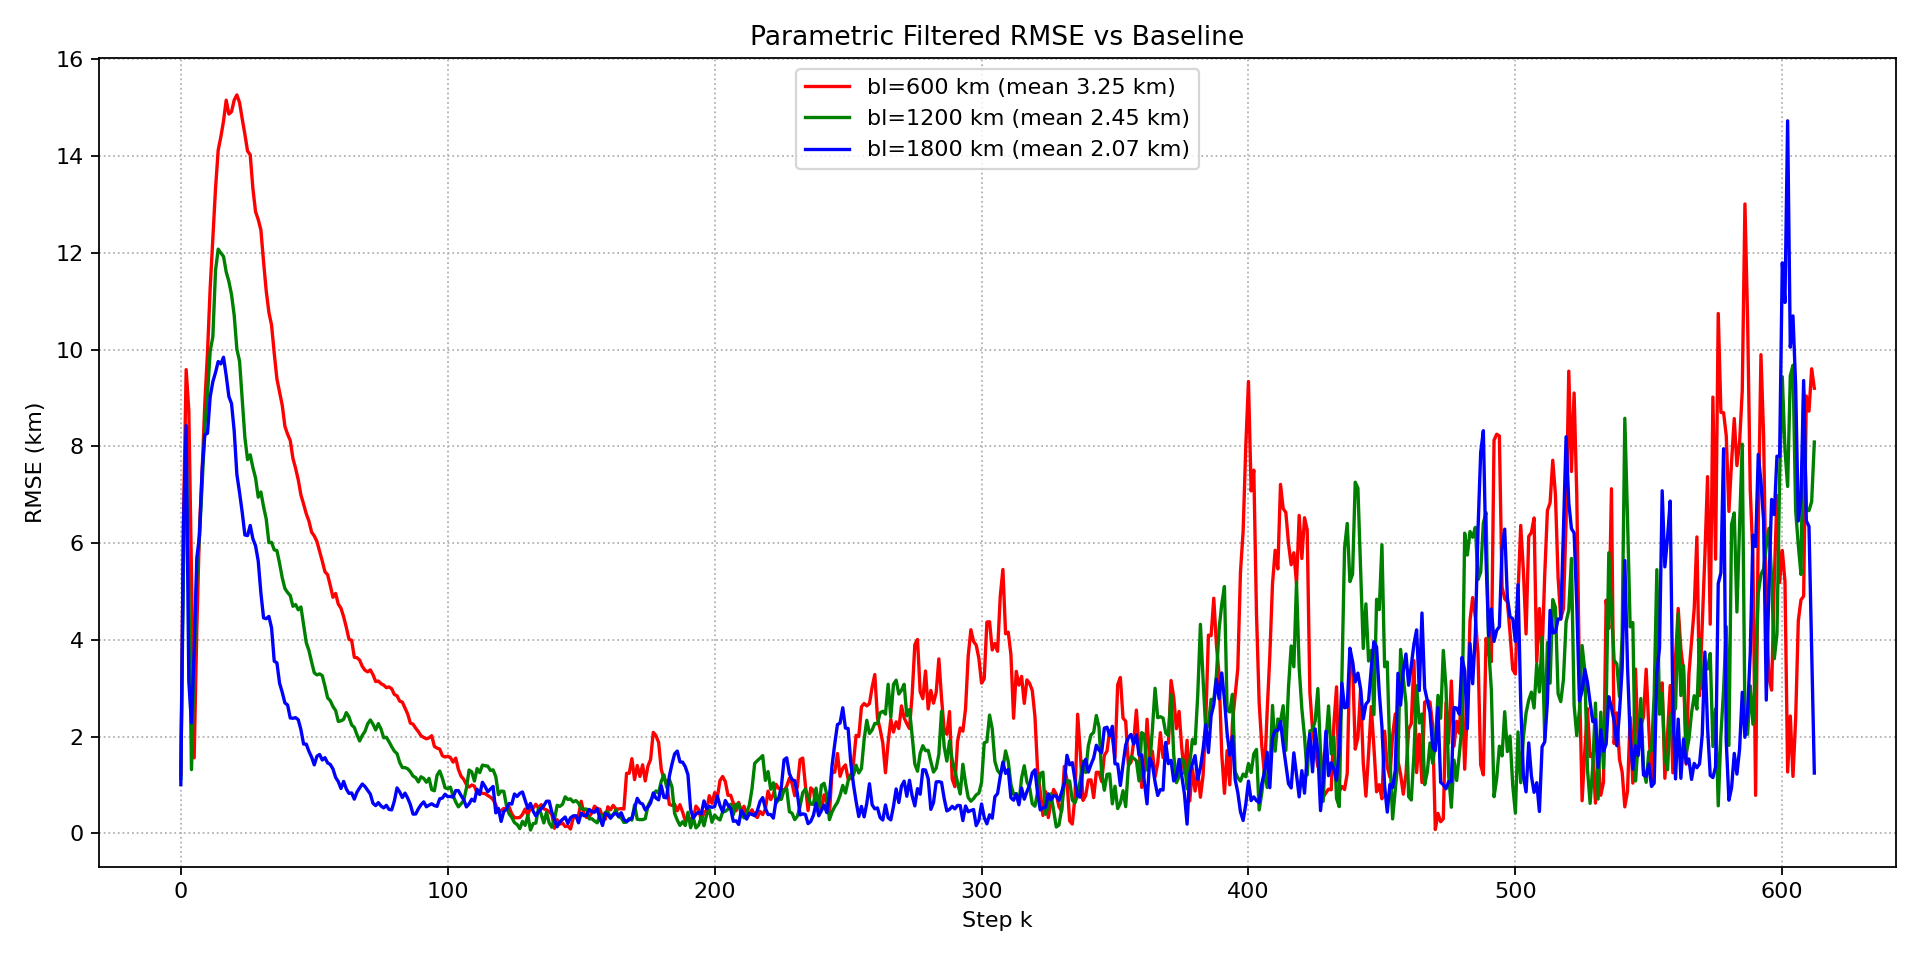 Parametric Filtered RMSE vs Baseline
bl=600 km (mean 3.25 km)
bl=1200 km (mean 2.45 km)
bl=1800 km (mean 2.07 km)
RMSE (km)
16
14
12
10
8
6
4
2
0
0 100 200 300 400 500 600
Step k